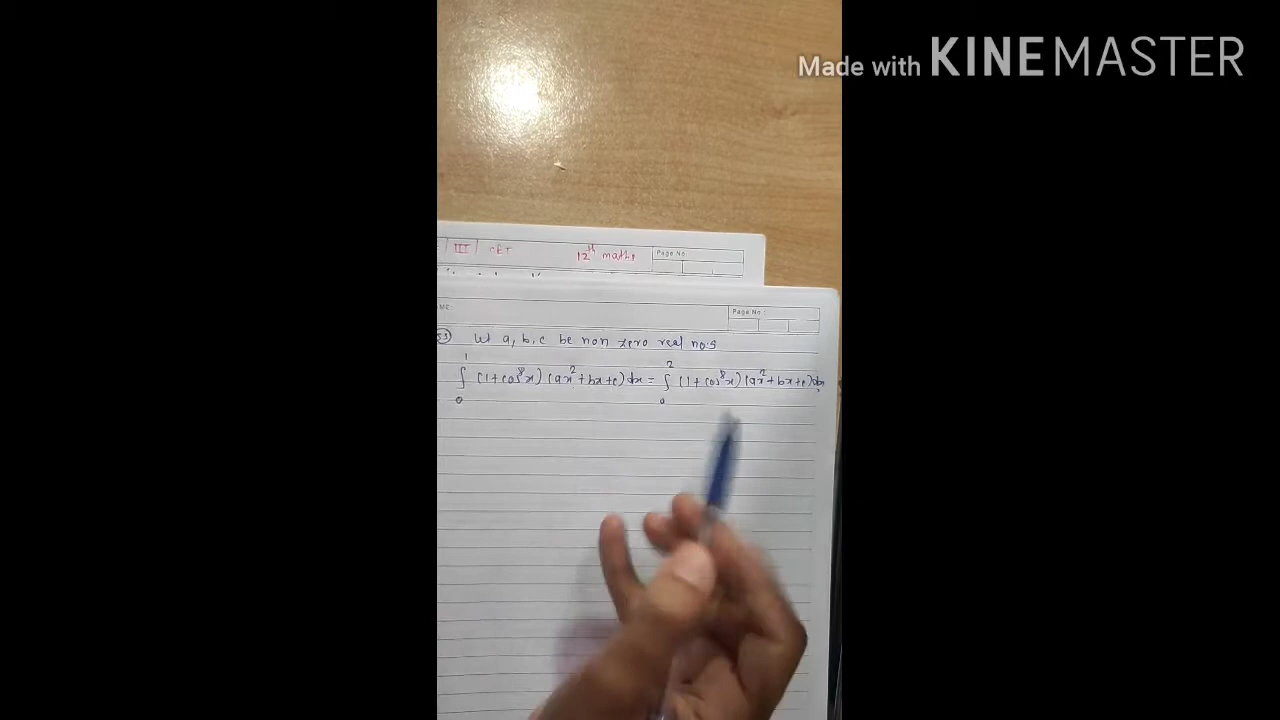 Made with KINEMASTER
III CET 12th maths Page No
Page No :
Let a, b, c be non zero real no.s
∫₀¹ (1+cos⁸x) (ax²+bx+c) dx = ∫₀² (1+cos⁸x) (ax²+bx+c) dx